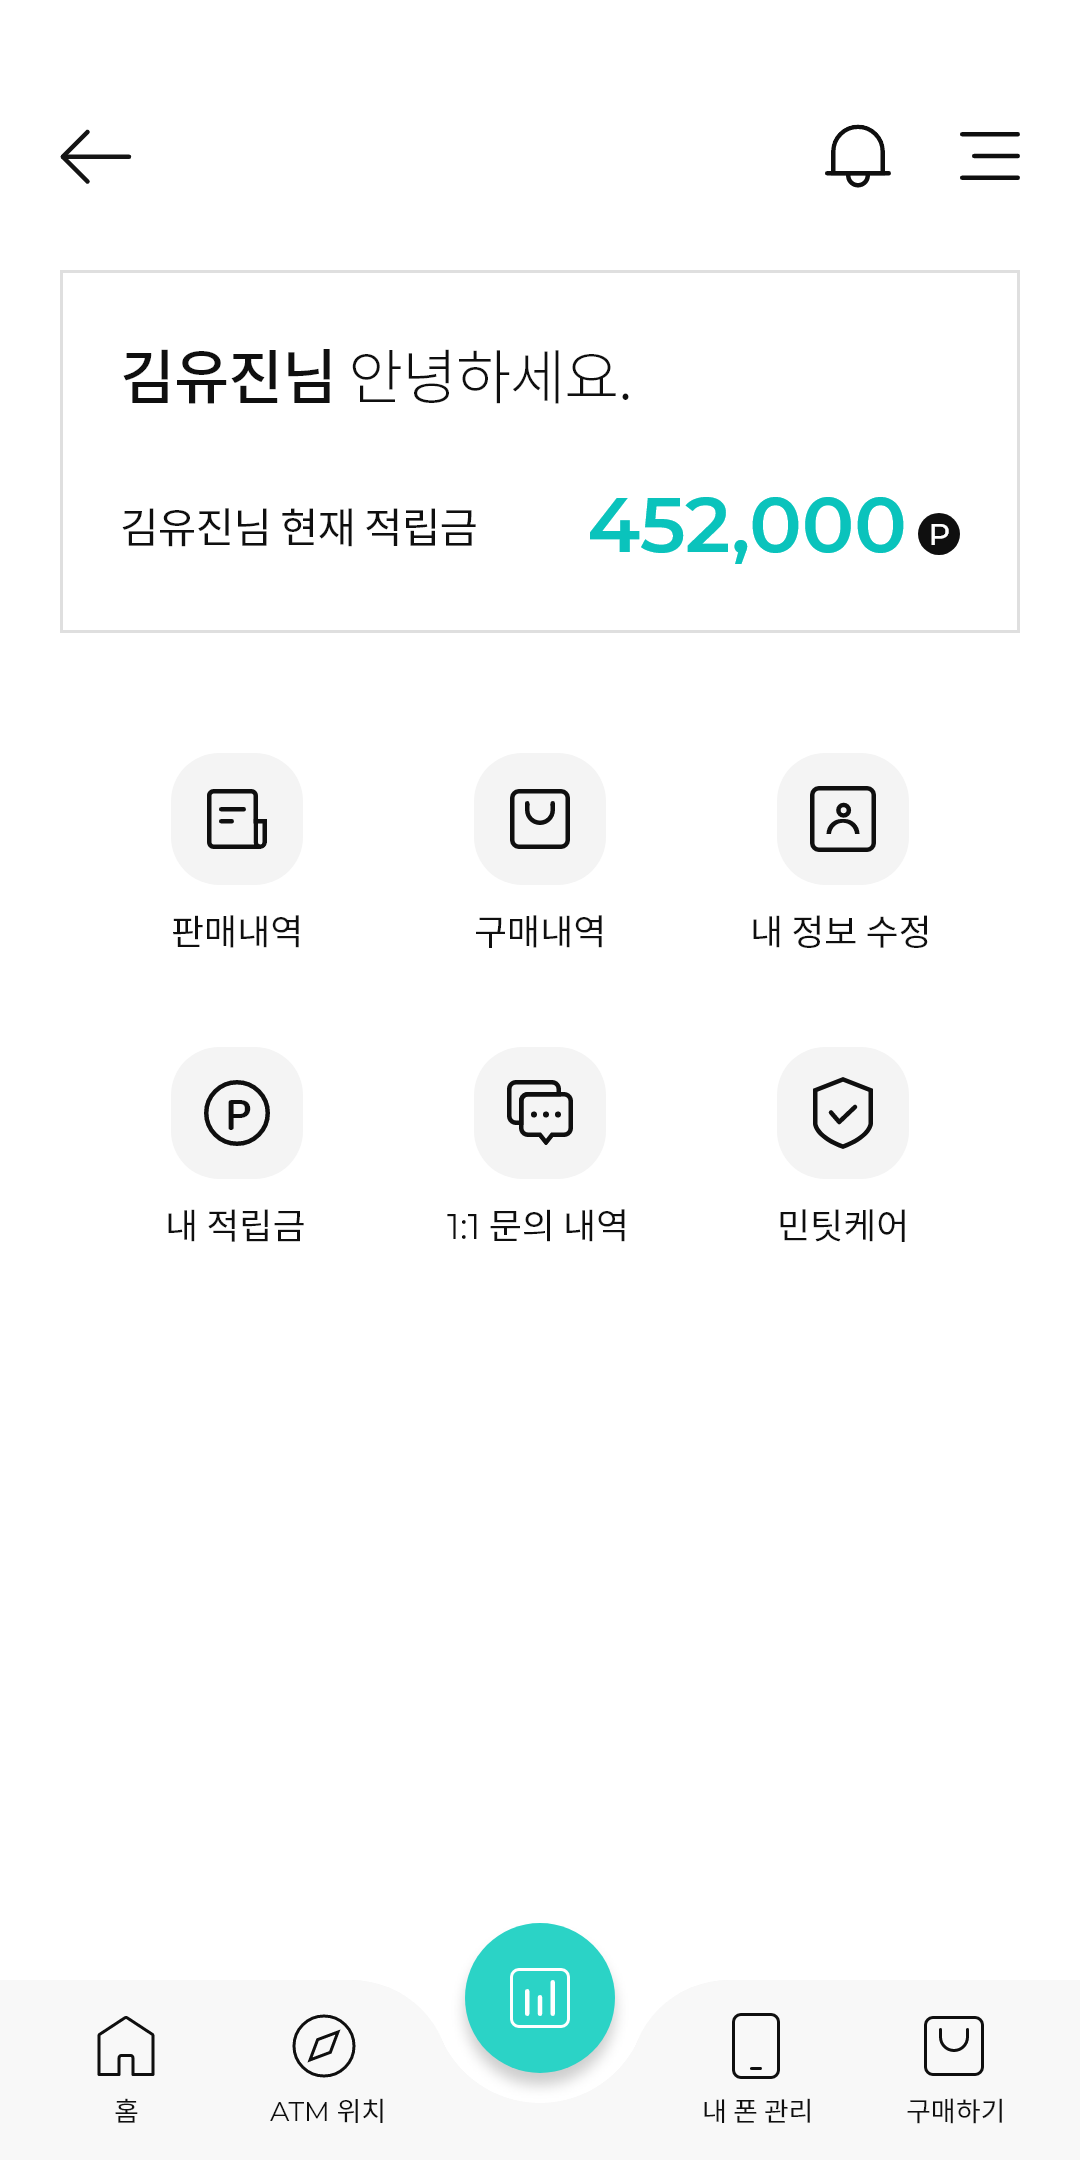 김유진님 안녕하세요.
김유진님 현재 적립금 452,000 P
판매내역 구매내역 내 정보 수정
P
내 적립금 1:1 문의 내역 민팃케어
홈 ATM 위치 내 폰 관리 구매하기